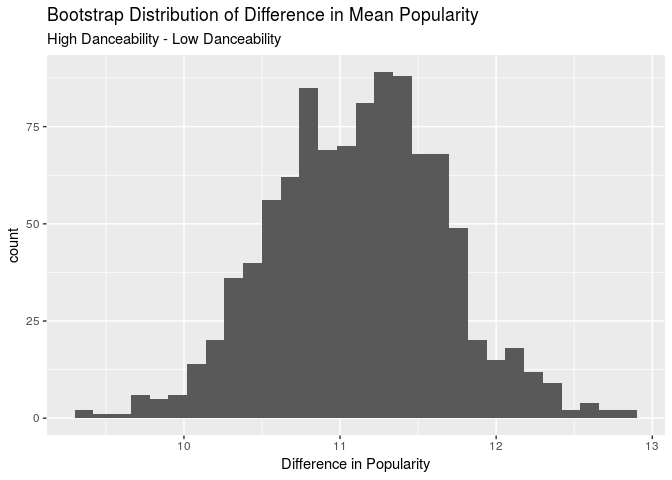 Bootstrap Distribution of Difference in Mean Popularity
High Danceability - Low Danceability
75
50
25
0
count
10 11 12 13
Difference in Popularity